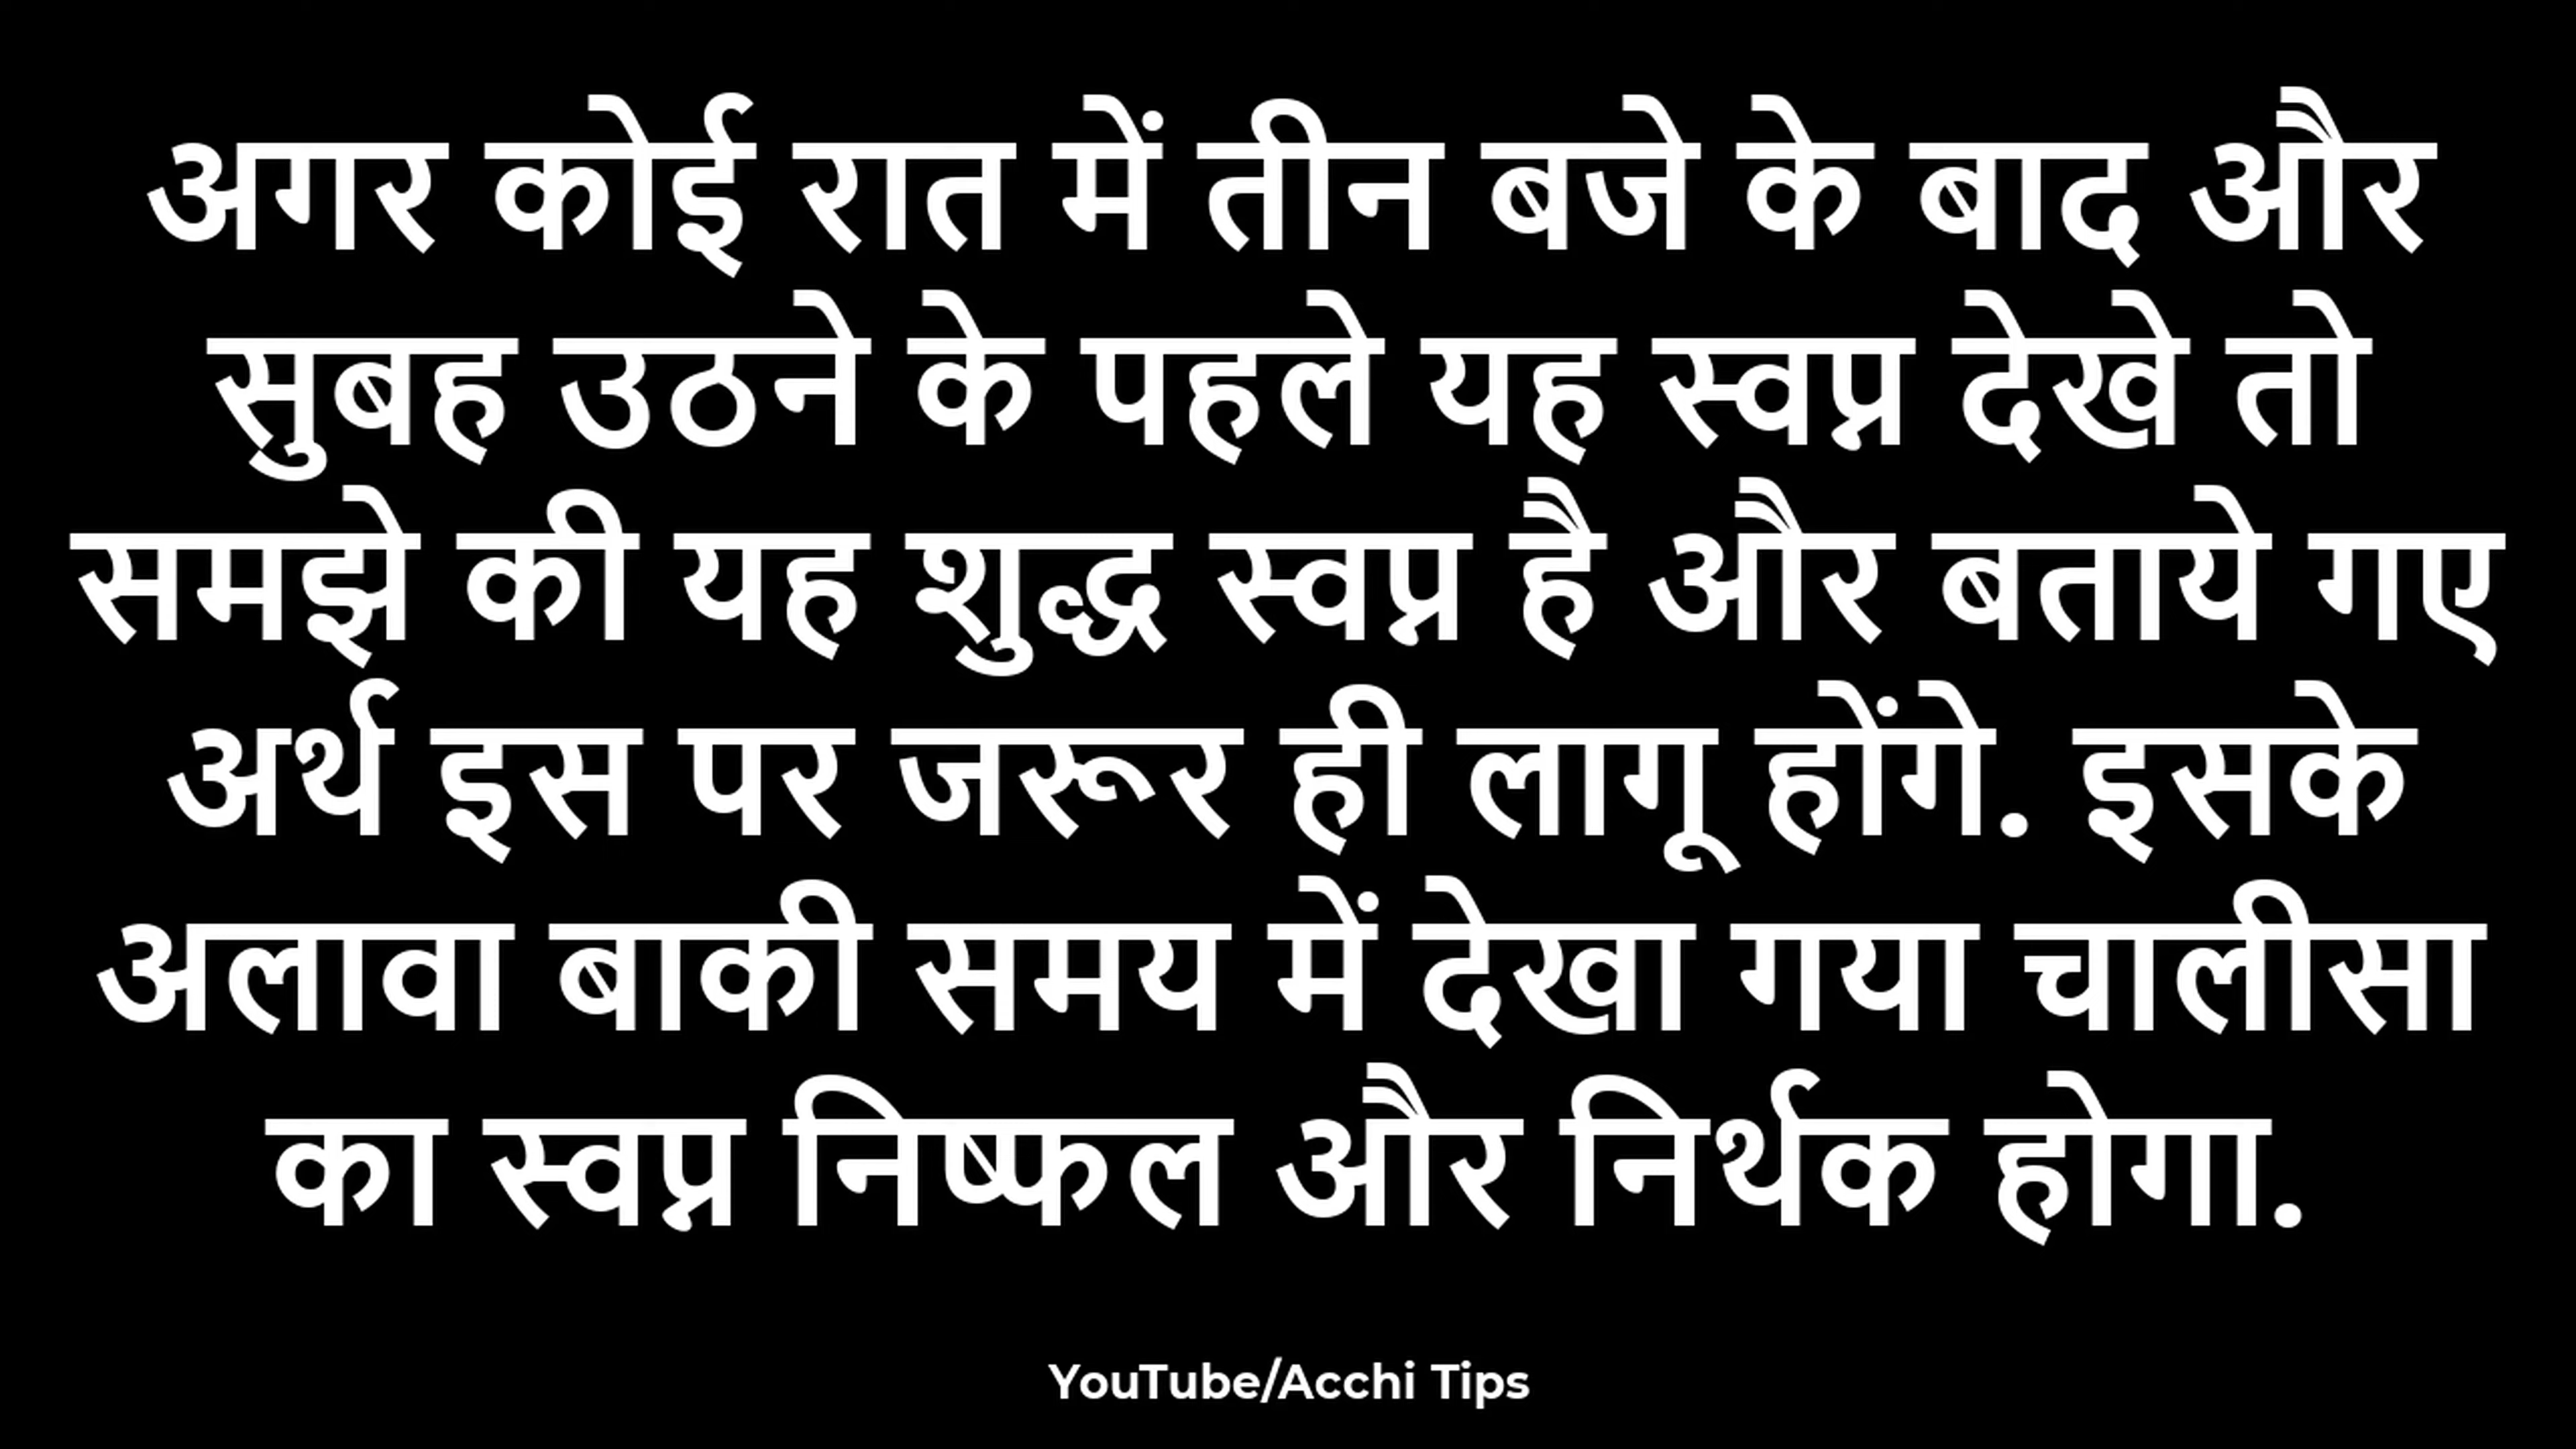 अगर कोई रात में तीन बजे के बाद और
सुबह उठने के पहले यह स्वप्न देखे तो
समझे की यह शुद्ध स्वप्न है और बताये गए
अर्थ इस पर जरूर ही लागू होंगे. इसके
अलावा बाकी समय में देखा गया चालीसा
का स्वप्न निष्फल और निर्थक होगा.
YouTube/Acchi Tips